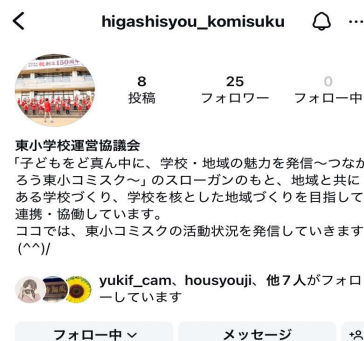 higashisyou_komisuku
8 25 0
投稿 フォロワー フォロー中
東小学校運営協議会
「子どもをど真ん中に、学校・地域の魅力を発信～つなが
ろう東小コミスク～」のスローガンのもと、地域と共に
ある学校づくり、学校を核とした地域づくりを目指して
連携・協働しています。
ココでは、東小コミスクの活動状況を発信していきます
(^^)/
yukif_cam、housyouji、他７人がフォロ
ーしています
フォロー中 メッセージ